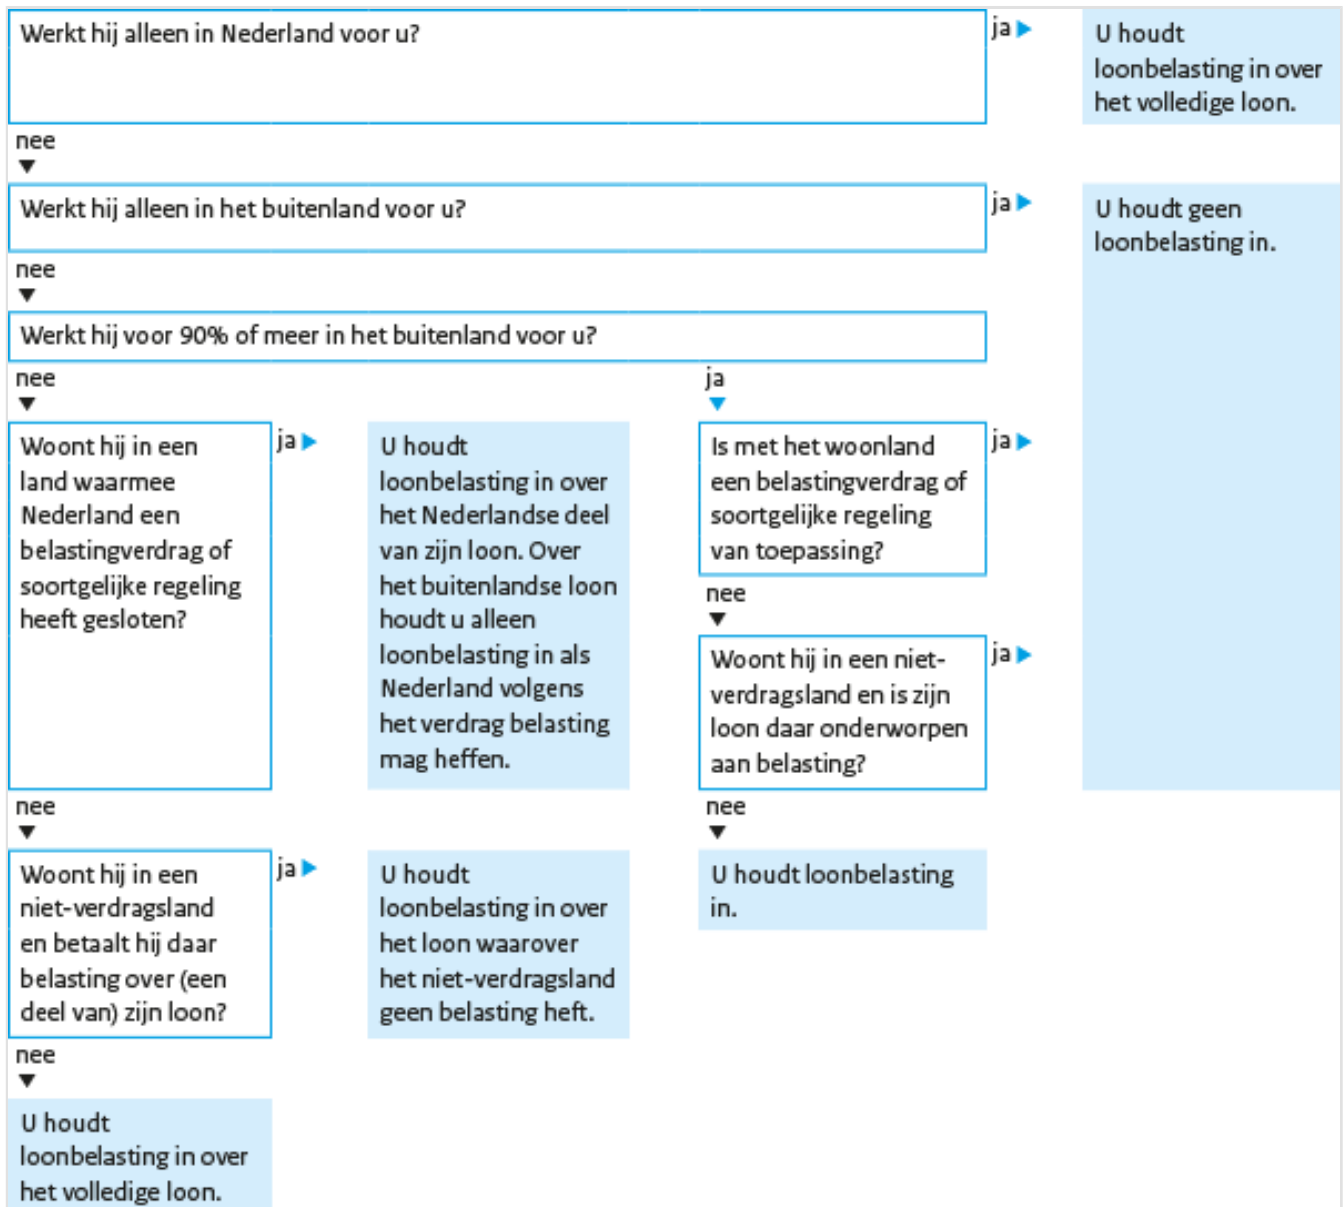 Werkt hij alleen in Nederland voor u?
ja
U houdt
loonbelasting in over
het volledige loon.
nee
Werkt hij alleen in het buitenland voor u?
ja
U houdt geen
loonbelasting in.
nee
Werkt hij voor 90% of meer in het buitenland voor u?
nee
ja
Woont hij in een
land waarmee
Nederland een
belastingverdrag of
soortgelijke regeling
heeft gesloten?
ja
U houdt
loonbelasting in over
het Nederlandse deel
van zijn loon. Over
het buitenlandse loon
houdt u alleen
loonbelasting in als
Nederland volgens
het verdrag belasting
mag heffen.
Is met het woonland
een belastingverdrag of
soortgelijke regeling
van toepassing?
ja
nee
Woont hij in een niet-
verdragsland en is zijn
loon daar onderworpen
aan belasting?
ja
nee
nee
Woont hij in een
niet-verdragsland
en betaalt hij daar
belasting over (een
deel van) zijn loon?
ja
U houdt
loonbelasting in over
het loon waarover
het niet-verdragsland
geen belasting heft.
U houdt loonbelasting
in.
nee
U houdt
loonbelasting in over
het volledige loon.